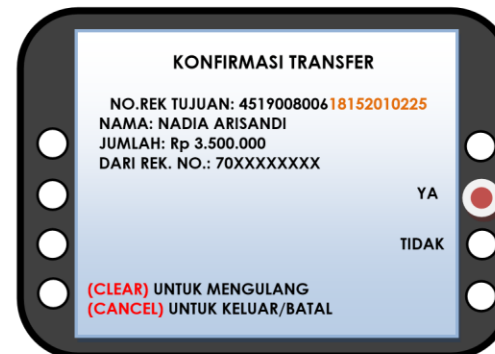 KONFIRMASI TRANSFER
NO.REK TUJUAN: 451900800618152010225
NAMA: NADIA ARISANDI
JUMLAH: Rp 3.500.000
DARI REK. NO.: 70XXXXXXXX
YA
TIDAK
(CLEAR) UNTUK MENGULANG
(CANCEL) UNTUK KELUAR/BATAL